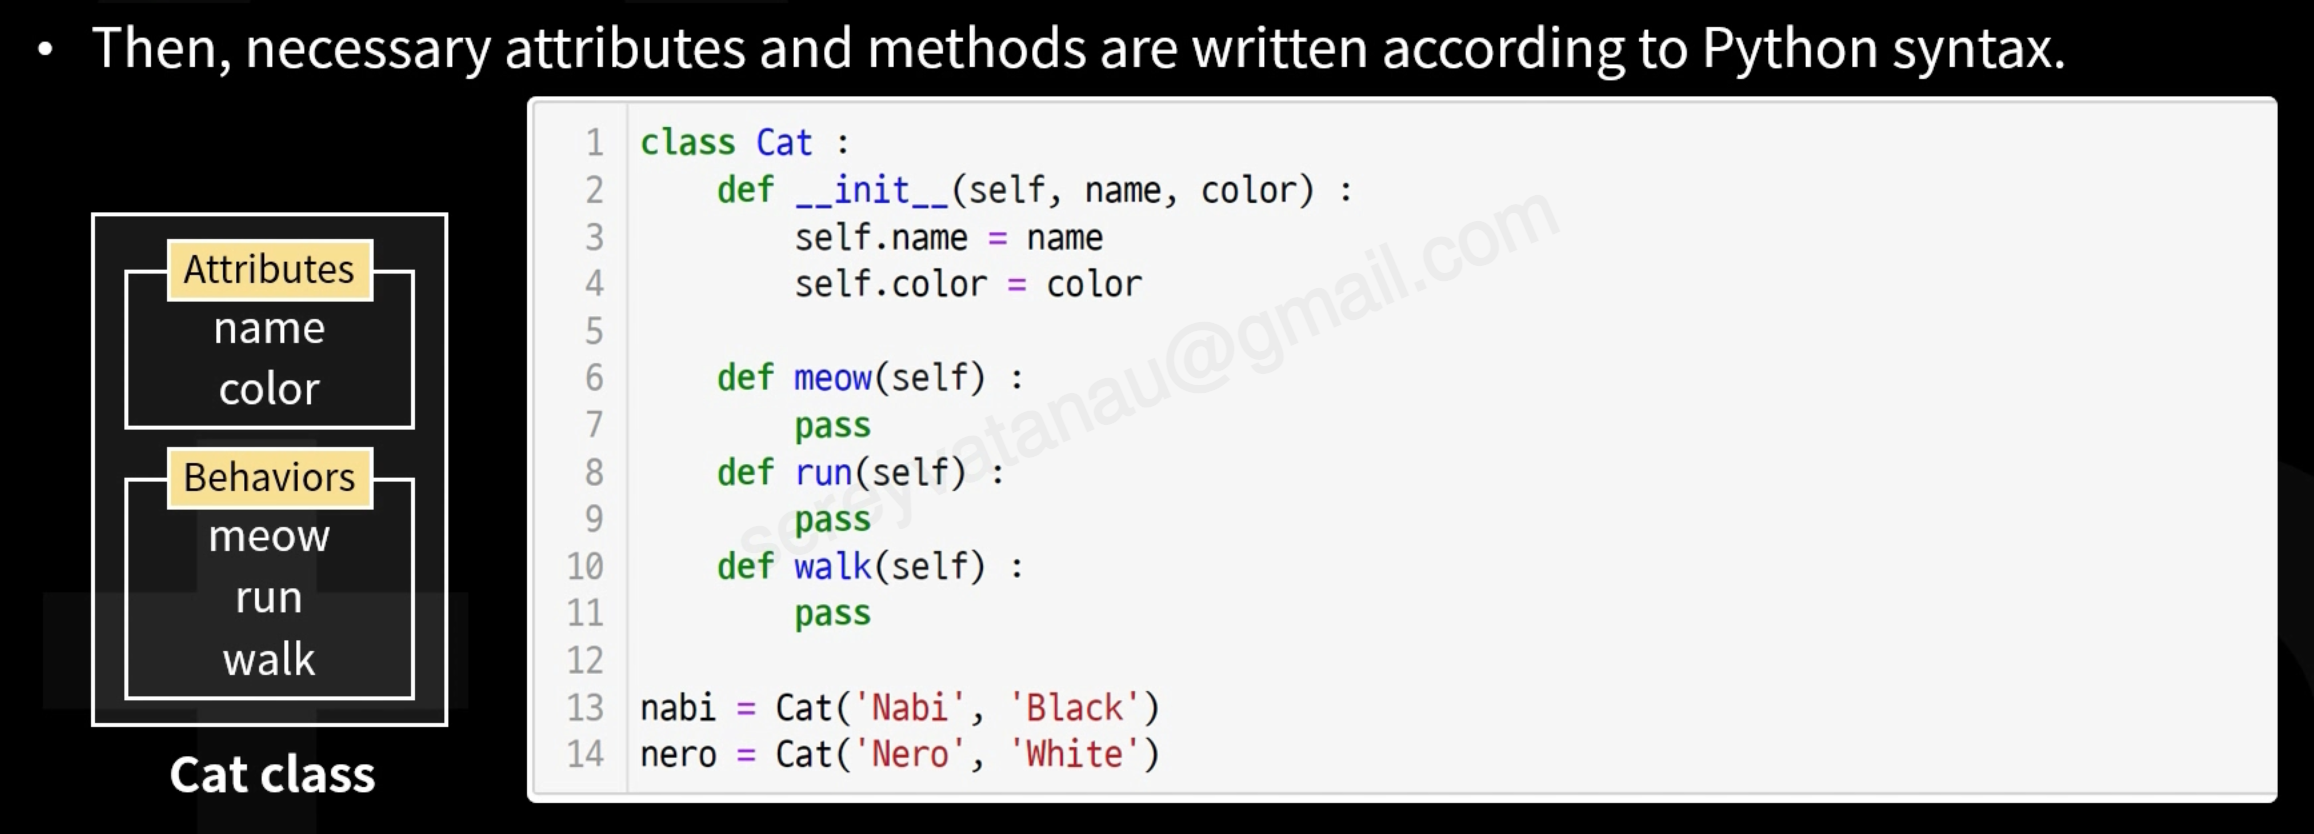 • Then, necessary attributes and methods are written according to Python syntax.
Attributes
name
color
Behaviors
meow
run
walk
Cat class
1 class Cat :
2     def __init__(self, name, color) :
3         self.name = name
4         self.color = color
5
6     def meow(self) :
7         pass
8     def run(self) :
9         pass
10     def walk(self) :
11         pass
12
13 nabi = Cat('Nabi', 'Black')
14 nero = Cat('Nero', 'White')
soreyvatanau@gmail.com